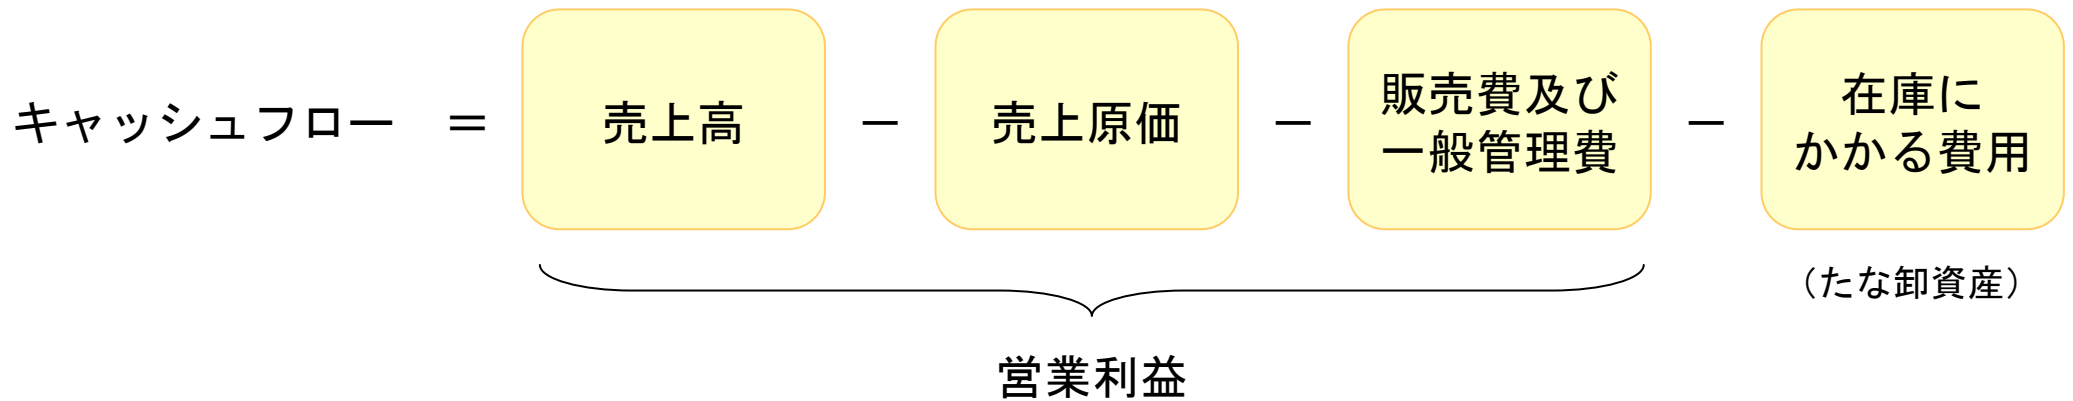 キャッシュフロー ＝ 売上高 － 売上原価 － 販売費及び
一般管理費 － 在庫に
かかる費用
（たな卸資産）
営業利益